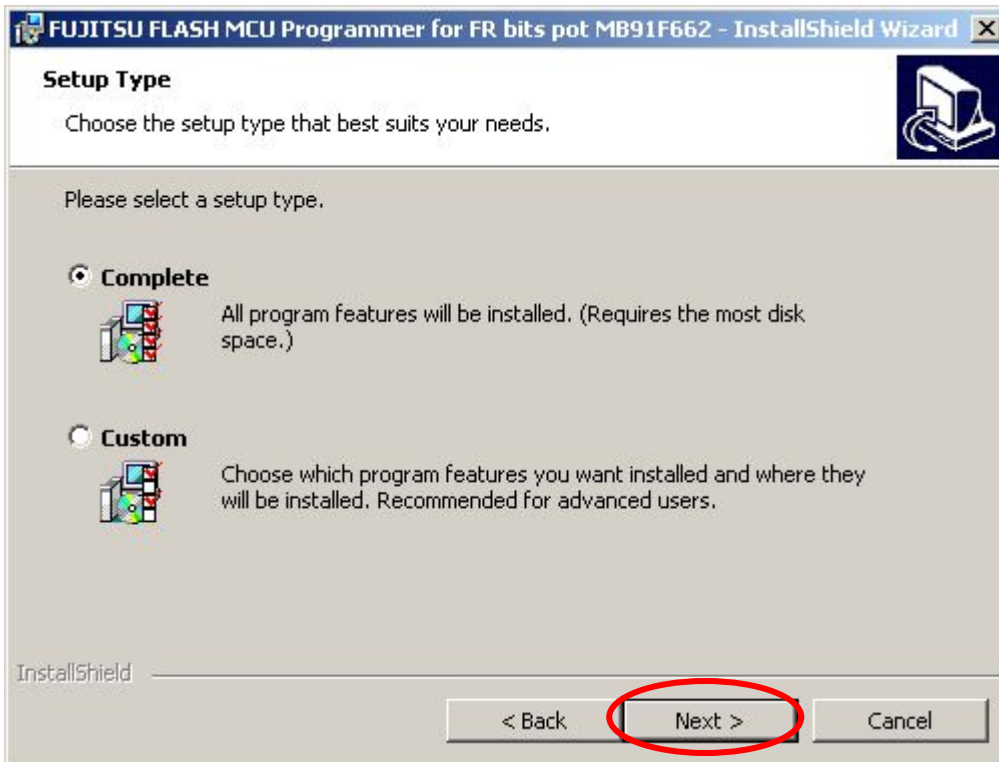 FUJITSU FLASH MCU Programmer for FR bits pot MB91F662 - InstallShield Wizard
Setup Type
Choose the setup type that best suits your needs.
Please select a setup type.
Complete
All program features will be installed. (Requires the most disk
space.)
Custom
Choose which program features you want installed and where they
will be installed. Recommended for advanced users.
InstallShield
< Back
Next >
Cancel